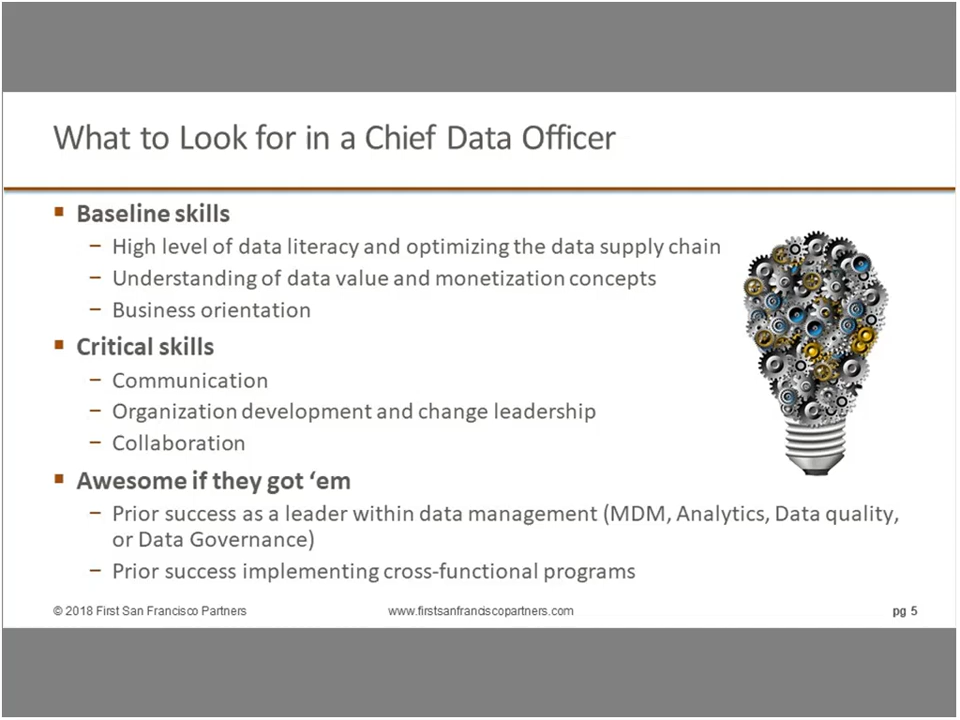 What to Look for in a Chief Data Officer
▪ Baseline skills
– High level of data literacy and optimizing the data supply chain
– Understanding of data value and monetization concepts
– Business orientation
▪ Critical skills
– Communication
– Organization development and change leadership
– Collaboration
▪ Awesome if they got ‘em
– Prior success as a leader within data management (MDM, Analytics, Data quality,
or Data Governance)
– Prior success implementing cross-functional programs
© 2018 First San Francisco Partners www.firstsanfranciscopartners.com pg 5